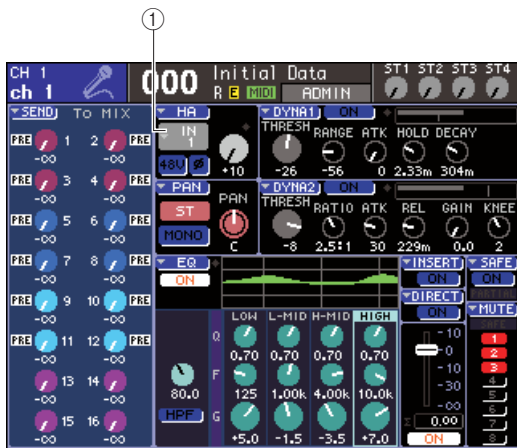 ①
CH 1
ch 1
000
Initial Data
R E MIDI ADMIN
ST1 ST2 ST3 ST4
SEND TO MIX
PRE 1 2 PRE
-∞ -∞
PRE 3 4 PRE
-∞ -∞
PRE 5 6 PRE
-∞ -∞
PRE 7 8 PRE
-∞ -∞
PRE 9 10 PRE
-∞ -∞
PRE 11 12 PRE
-∞ -∞
13 14
-∞ -∞
15 16
-∞ -∞
HA
IN
1
48V Ø
+10
DYNA1 ON
THRESH RANGE ATK HOLD DECAY
-26 -56 0 2.33m 304m
PAN
PAN
ST
MONO
C
DYNA2 ON
THRESH RATIO ATK REL GAIN KNEE
-8 2.5:1 30 229m 0.0 2
EQ
ON
LOW L-MID H-MID HIGH
Q 0.70 0.70 0.70 0.70
F 80.0 125 1.00k 4.00k 10.0k
HPF
G +5.0 -1.5 -3.5 +7.0
INSERT
ON
DIRECT
ON
10
0
-10
-30
-∞
0.00
ON
SAFE
ON
PARTIAL
MUTE
SAFE
1
2
3
4
5
6
7
8